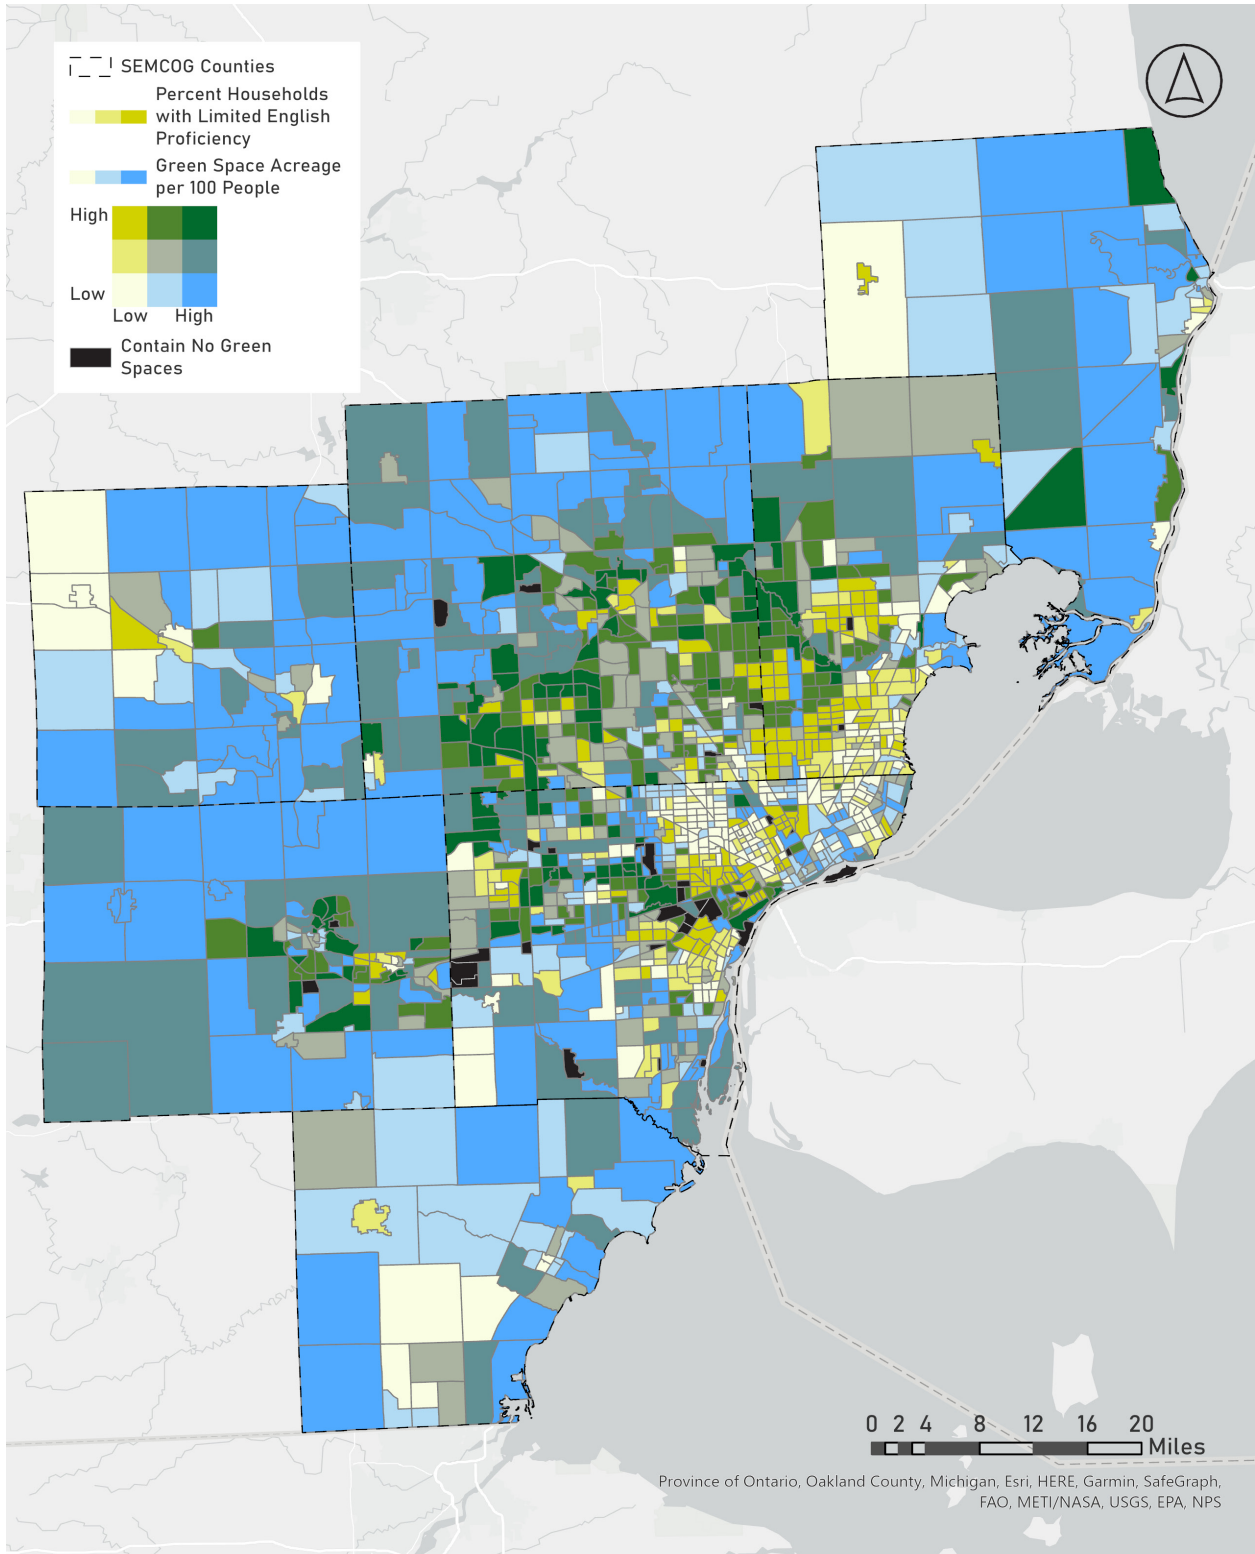 SEMCOG Counties
Percent Households
with Limited English
Proficiency
Green Space Acreage
per 100 People
High
Low
Low High
Contain No Green
Spaces
0 2 4 8 12 16 20
Miles
Province of Ontario, Oakland County, Michigan, Esri, HERE, Garmin, SafeGraph,
FAO, METI/NASA, USGS, EPA, NPS